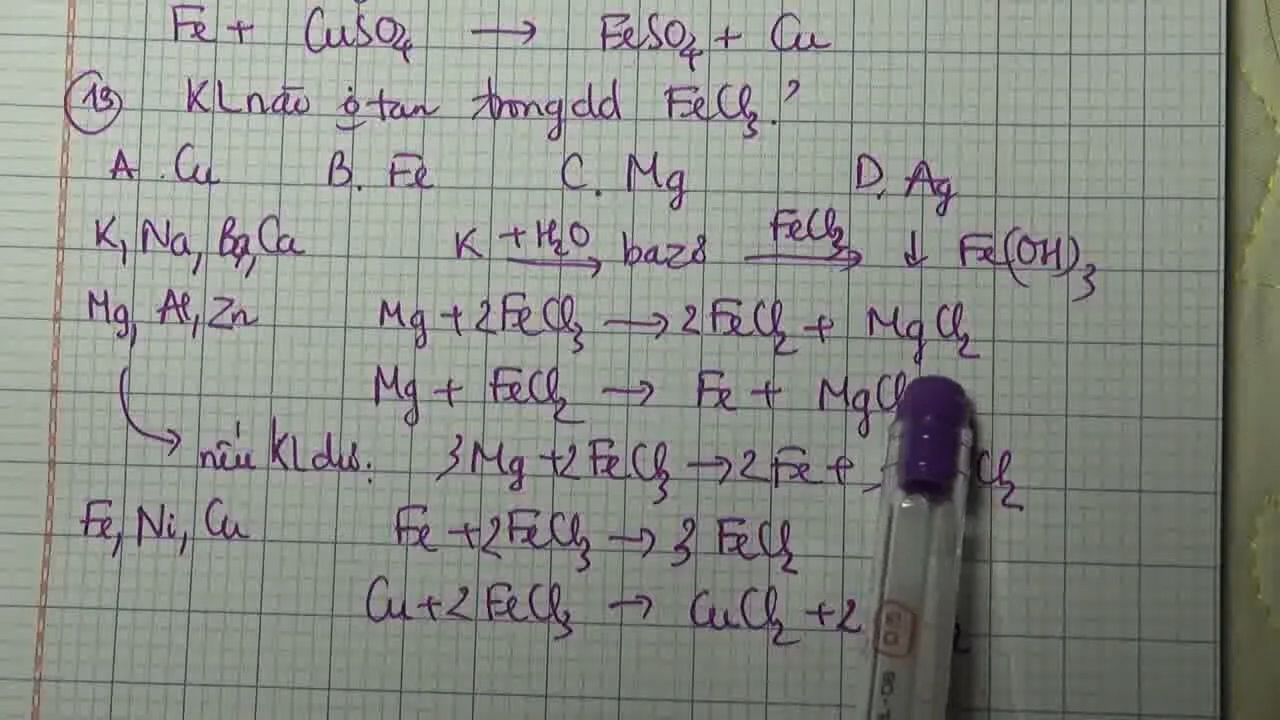 Fe + CuSO₄ → FeSO₄ + Cu
13 KL nào o tan trong dd FeCl₃?
A. Cu B. Fe C. Mg D. Ag
K, Na, Ba, Ca K +H₂O → bazơ FeCl₃ → ↓ Fe(OH)₃
Mg, Al, Zn Mg + 2FeCl₃ → 2FeCl₂ + MgCl₂
Mg + FeCl₂ → Fe + MgCl
→ nếu KL dư: 3Mg + 2FeCl₃ → 2Fe + Cl₂
Fe, Ni, Cu Fe + 2FeCl₃ → 3FeCl₂
Cu + 2FeCl₃ → CuCl₂ + 2